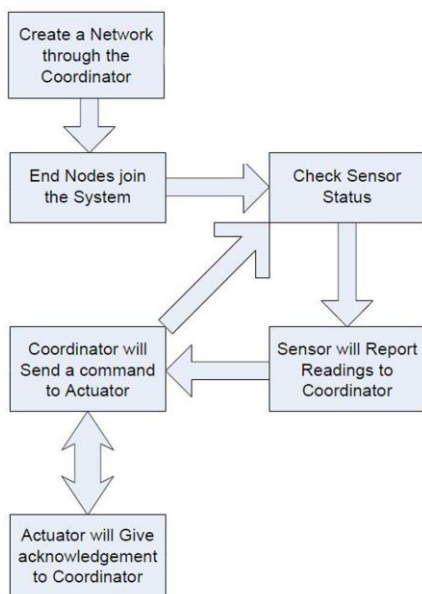 Create a Network
through the
Coordinator
End Nodes join
the System
Check Sensor
Status
Coordinator will
Send a command
to Actuator
Sensor will Report
Readings to
Coordinator
Actuator will Give
acknowledgement
to Coordinator